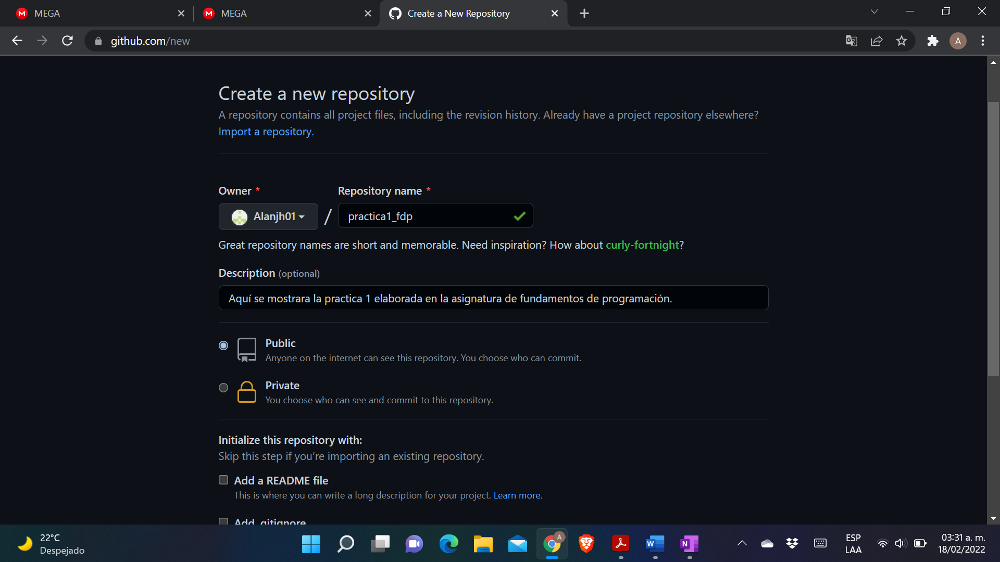 MEGA
MEGA
Create a New Repository
github.com/new
A
Create a new repository
A repository contains all project files, including the revision history. Already have a project repository elsewhere?
Import a repository.
Owner *
Repository name *
Alanjh01
/
practica1_fdp
Great repository names are short and memorable. Need inspiration? How about curly-fortnight?
Description (optional)
Aquí se mostrara la practica 1 elaborada en la asignatura de fundamentos de programación.
Public
Anyone on the internet can see this repository. You choose who can commit.
Private
You choose who can see and commit to this repository.
Initialize this repository with:
Skip this step if you’re importing an existing repository.
Add a README file
This is where you can write a long description for your project. Learn more.
Add .gitignore
22°C
Despejado
ESP
LAA
03:31 a. m.
18/02/2022